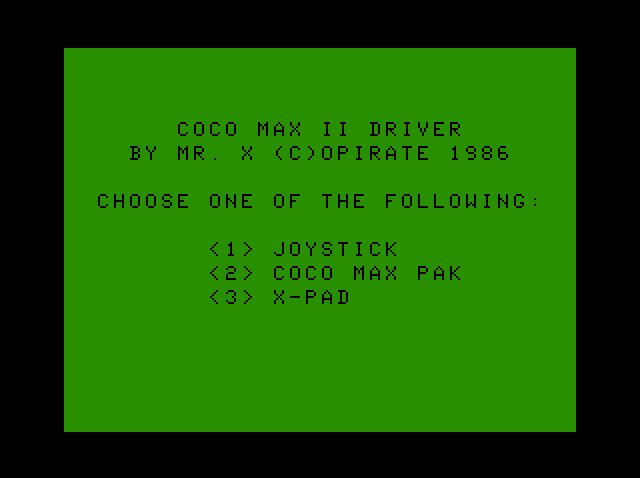 COCO MAX II DRIVER
BY MR. X (C)OPIRATE 1986
CHOOSE ONE OF THE FOLLOWING:
<1> JOYSTICK
<2> COCO MAX PAK
<3> X-PAD